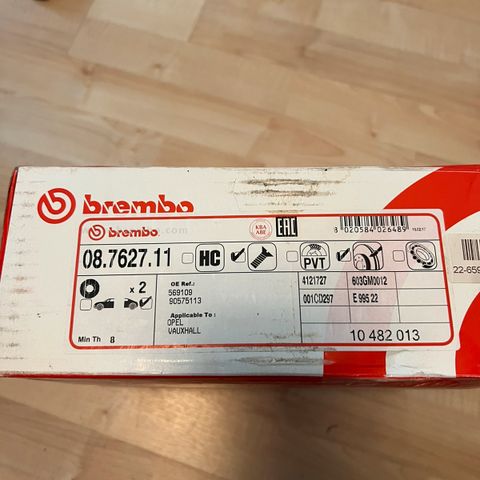 brembo
brembo
KBA
ABE
EAC
8 020584 026489
08.7627.11
HC
PVT
x 2
OE Ref.:
569109
90575113
4121727
603GM0012
001CD297
E 995 22
Applicable To :
OPEL
VAUXHALL
Min Th 8
10 482 013
22-659